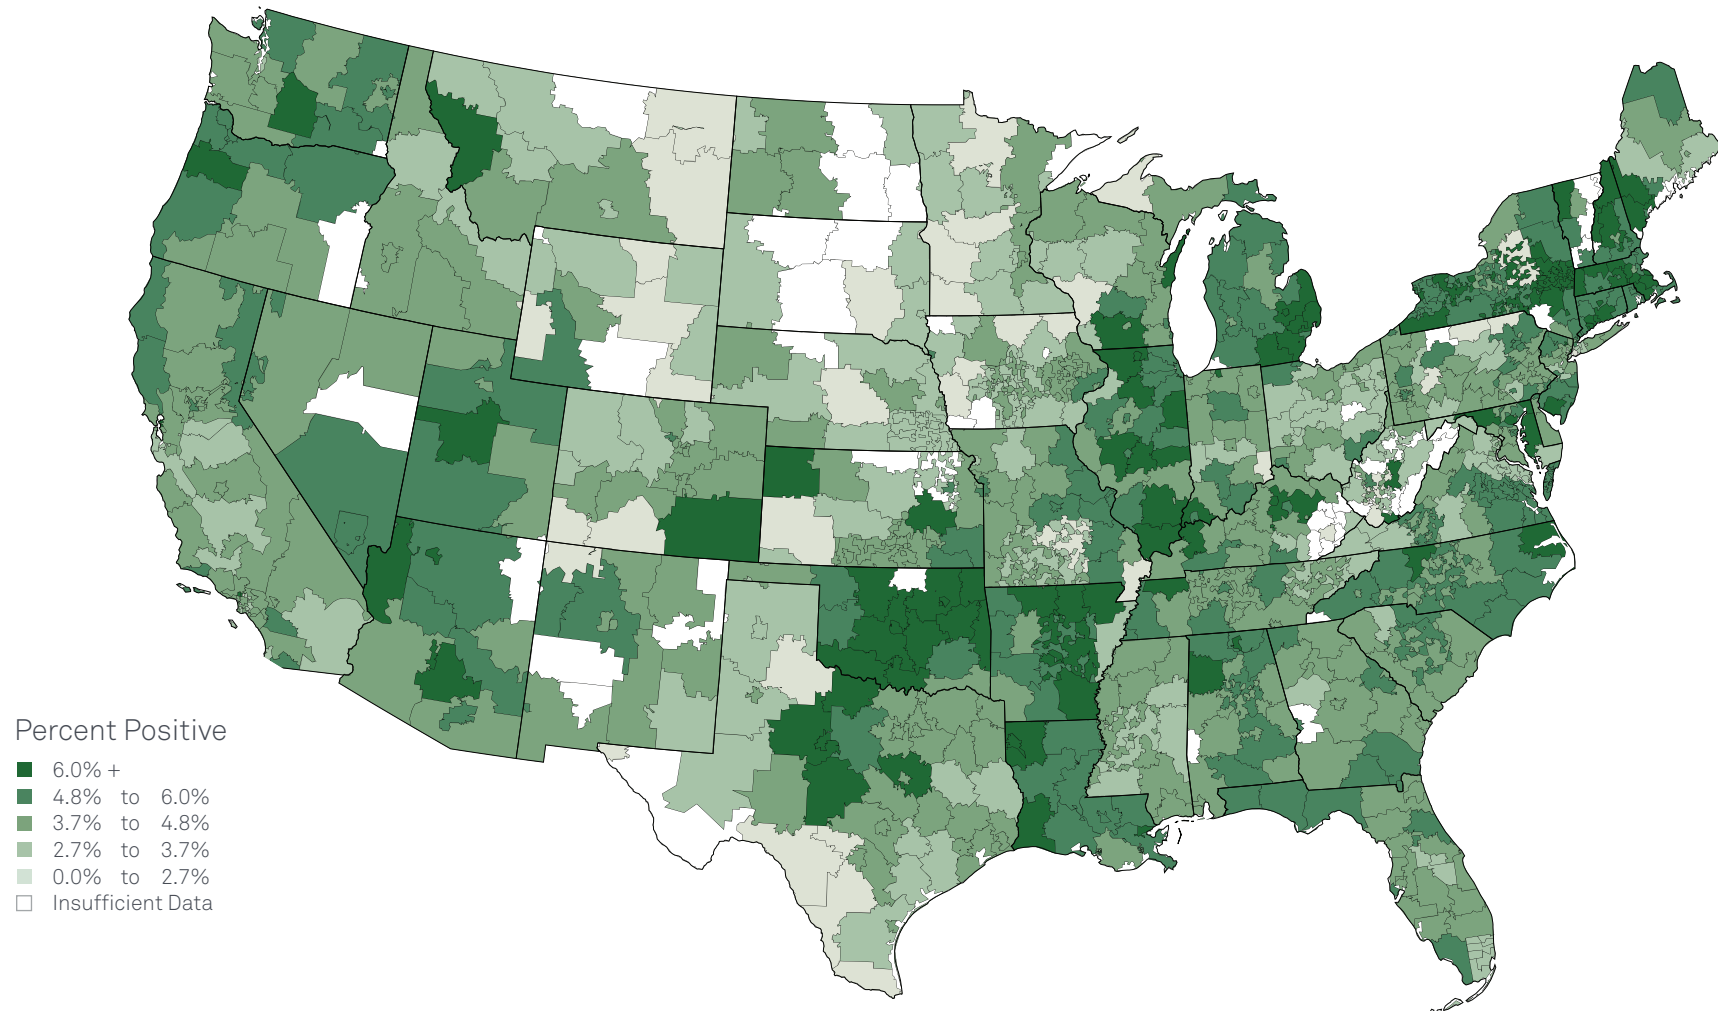 Percent Positive
6.0% +
4.8% to 6.0%
3.7% to 4.8%
2.7% to 3.7%
0.0% to 2.7%
Insufficient Data